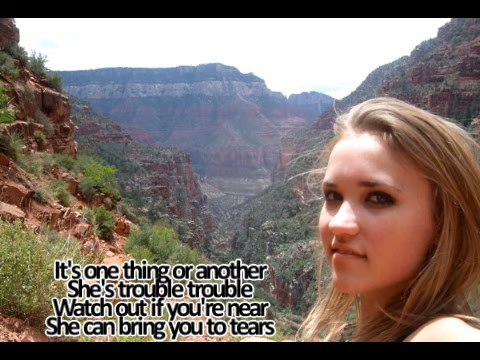 It's one thing or another
She's trouble trouble
Watch out if you're near
She can bring you to tears